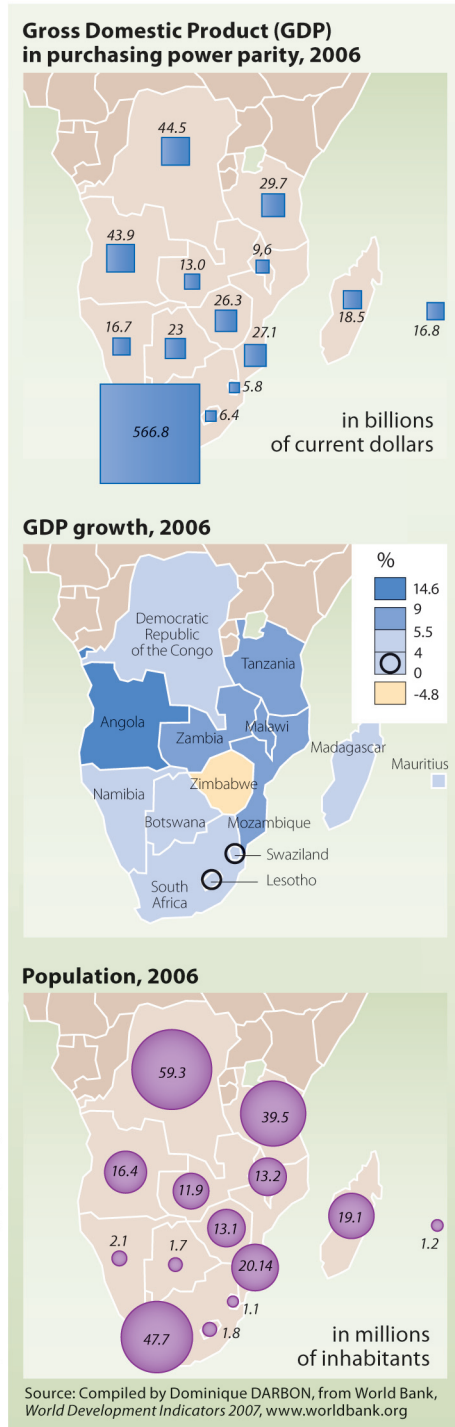 Gross Domestic Product (GDP)
in purchasing power parity, 2006
44.5
29.7
43.9
13.0
9,6
26.3
18.5
16.8
16.7
23
27.1
5.8
6.4
566.8
in billions
of current dollars
GDP growth, 2006
%
14.6
9
5.5
4
0
-4.8
Democratic
Republic
of the Congo
Tanzania
Angola
Zambia
Malawi
Madagascar
Mauritius
Namibia
Zimbabwe
Botswana
Mozambique
Swaziland
South
Africa
Lesotho
Population, 2006
59.3
39.5
16.4
11.9
13.2
13.1
19.1
1.2
2.1
1.7
20.14
1.1
1.8
47.7
in millions
of inhabitants
Source: Compiled by Dominique DARBON, from World Bank,
World Development Indicators 2007, www.worldbank.org